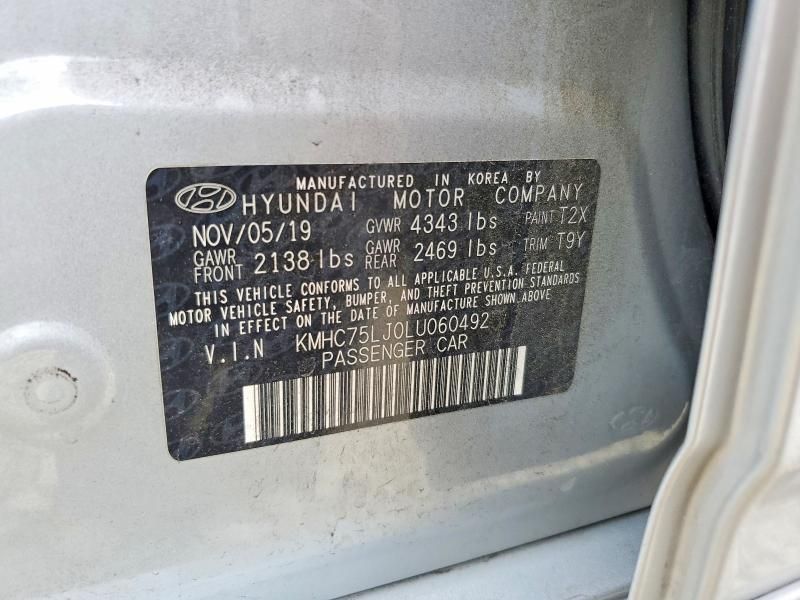 MANUFACTURED IN KOREA BY
HYUNDAI MOTOR COMPANY
NOV/05/19 GVWR 4343 lbs PAINT T2X
GAWR FRONT 2138 lbs GAWR REAR 2469 lbs TRIM T9Y
THIS VEHICLE CONFORMS TO ALL APPLICABLE U.S.A. FEDERAL
MOTOR VEHICLE SAFETY, BUMPER, AND THEFT PREVENTION STANDARDS
IN EFFECT ON THE DATE OF MANUFACTURE SHOWN ABOVE
V.I.N KMHC75LJ0LU060492
PASSENGER CAR